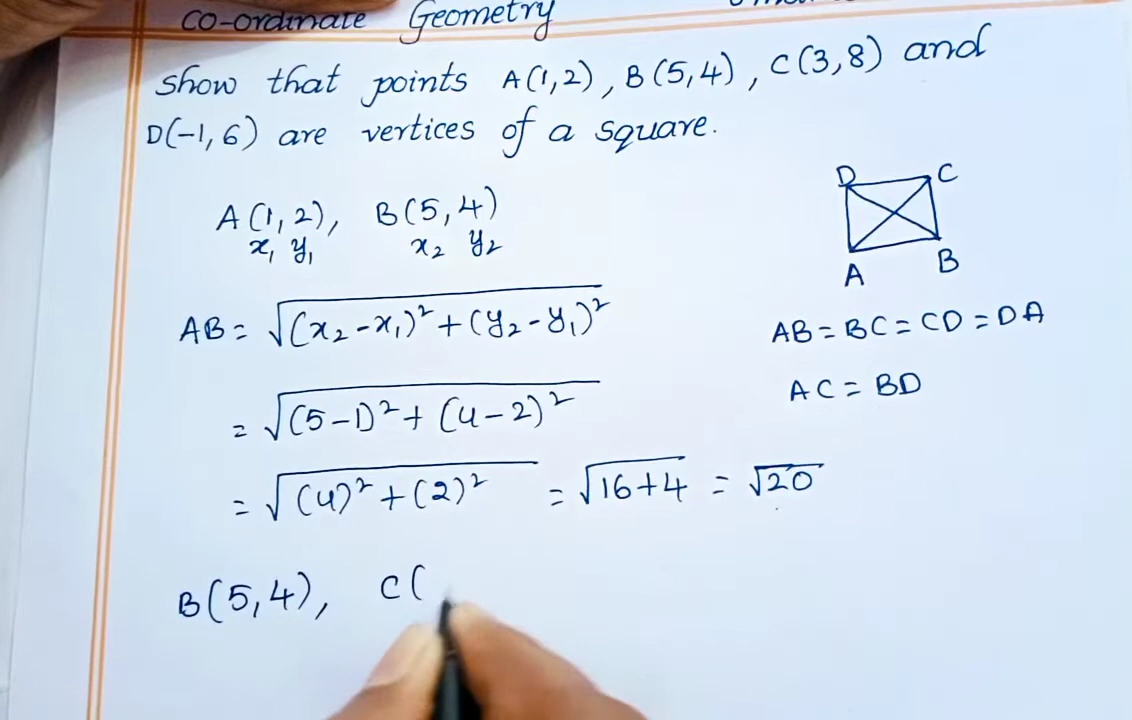 CO-ordinate Geometry
Show that points A(1,2), B(5,4), C(3,8) and
D(-1,6) are vertices of a square.
A(1,2), B(5,4)
x₁ y₁ x₂ y₂
D C
A B
AB = √(x₂-x₁)²+(y₂-y₁)²
AB = BC = CD = DA
= √(5-1)²+(4-2)²
AC = BD
= √(4)²+(2)² = √16+4 = √20
B(5,4), C(